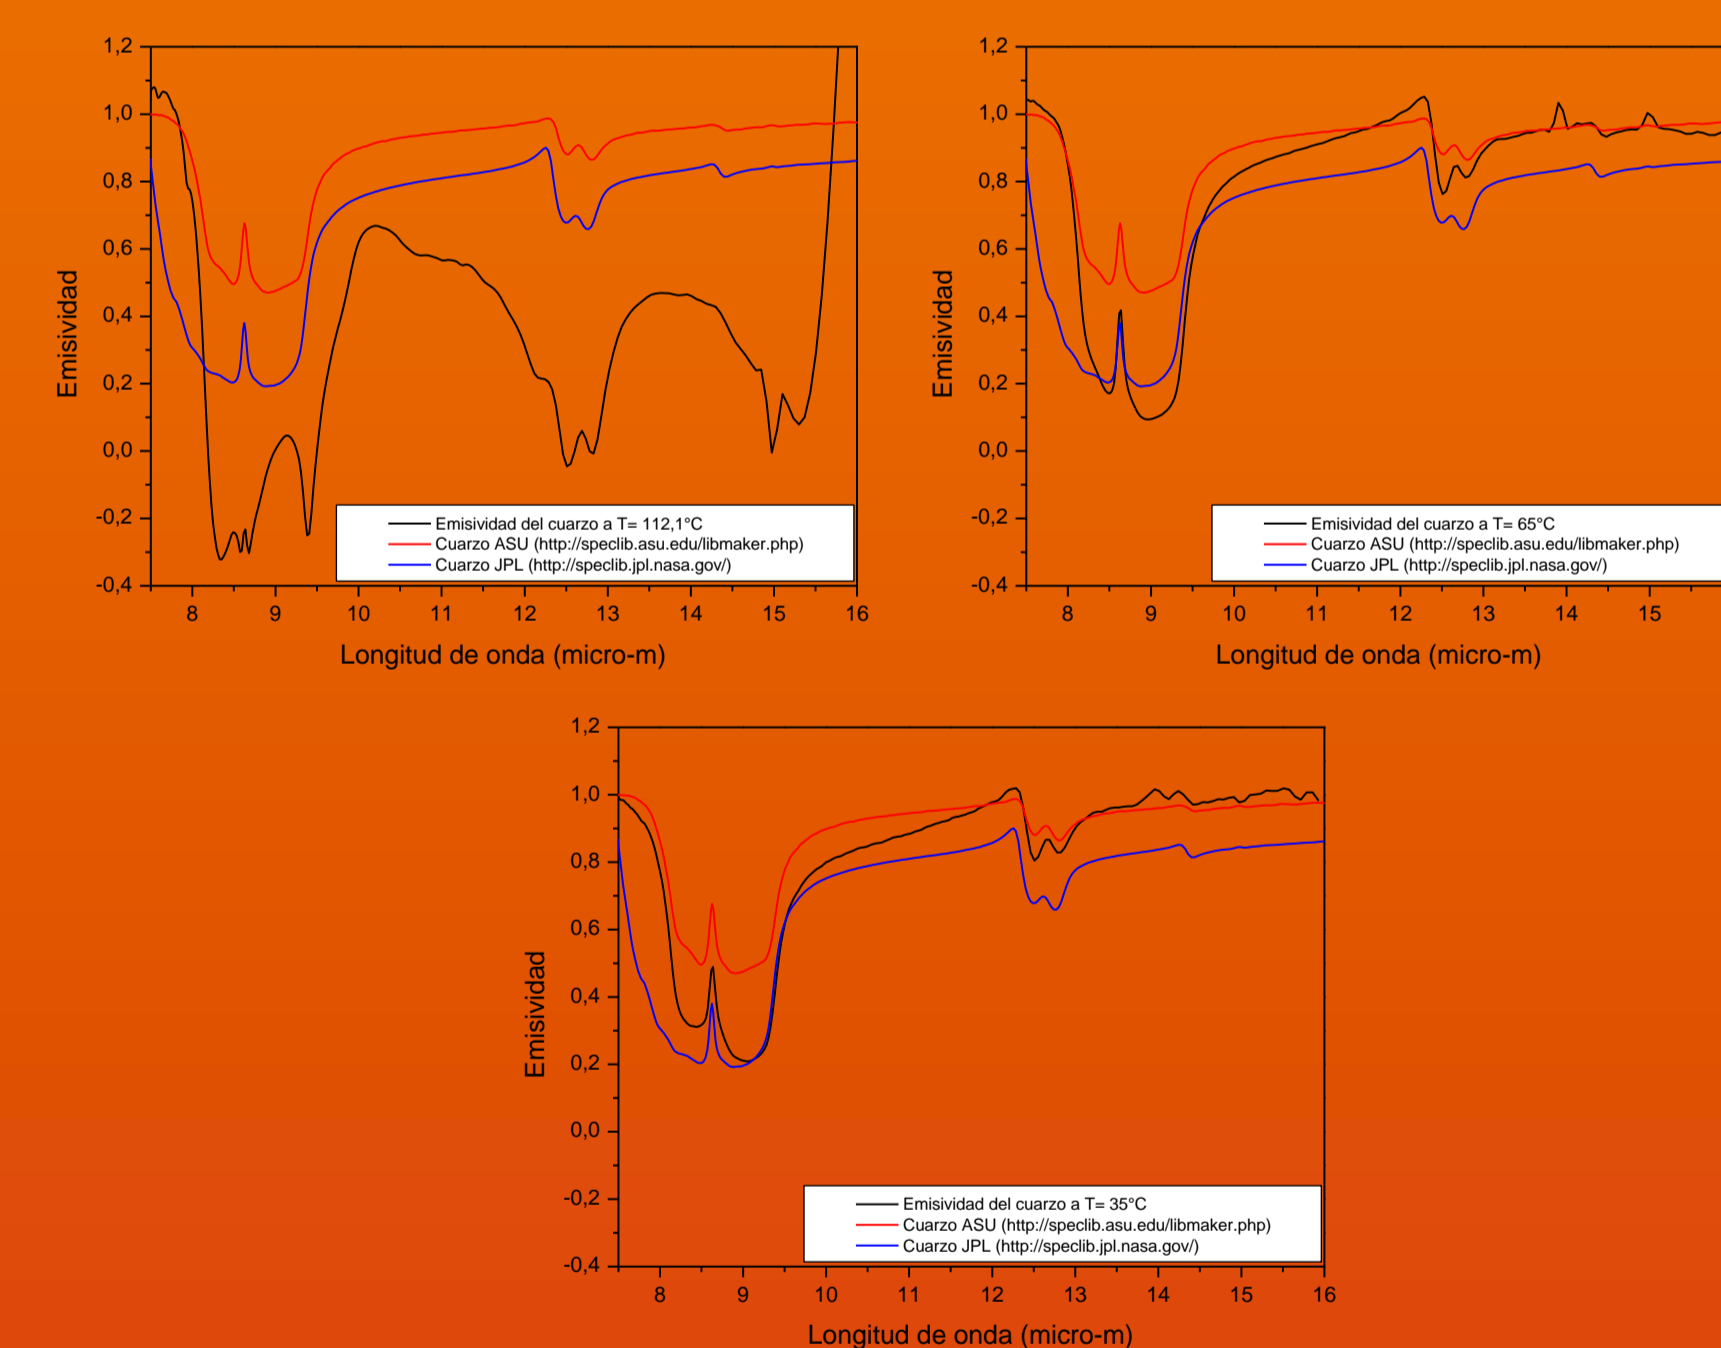 1,2
1,0
0,8
0,6
0,4
0,2
0,0
-0,2
-0,4
Emisividad
8 9 10 11 12 13 14 15 16
Longitud de onda (micro-m)
Emisividad del cuarzo a T= 112,1°C
Cuarzo ASU (http://speclib.asu.edu/libmaker.php)
Cuarzo JPL (http://speclib.jpl.nasa.gov/)
1,2
1,0
0,8
0,6
0,4
0,2
0,0
-0,2
-0,4
Emisividad
8 9 10 11 12 13 14 15
Longitud de onda (micro-m)
Emisividad del cuarzo a T= 65°C
Cuarzo ASU (http://speclib.asu.edu/libmaker.php)
Cuarzo JPL (http://speclib.jpl.nasa.gov/)
1,2
1,0
0,8
0,6
0,4
0,2
0,0
-0,2
-0,4
Emisividad
8 9 10 11 12 13 14 15 16
Longitud de onda (micro-m)
Emisividad del cuarzo a T= 35°C
Cuarzo ASU (http://speclib.asu.edu/libmaker.php)
Cuarzo JPL (http://speclib.jpl.nasa.gov/)